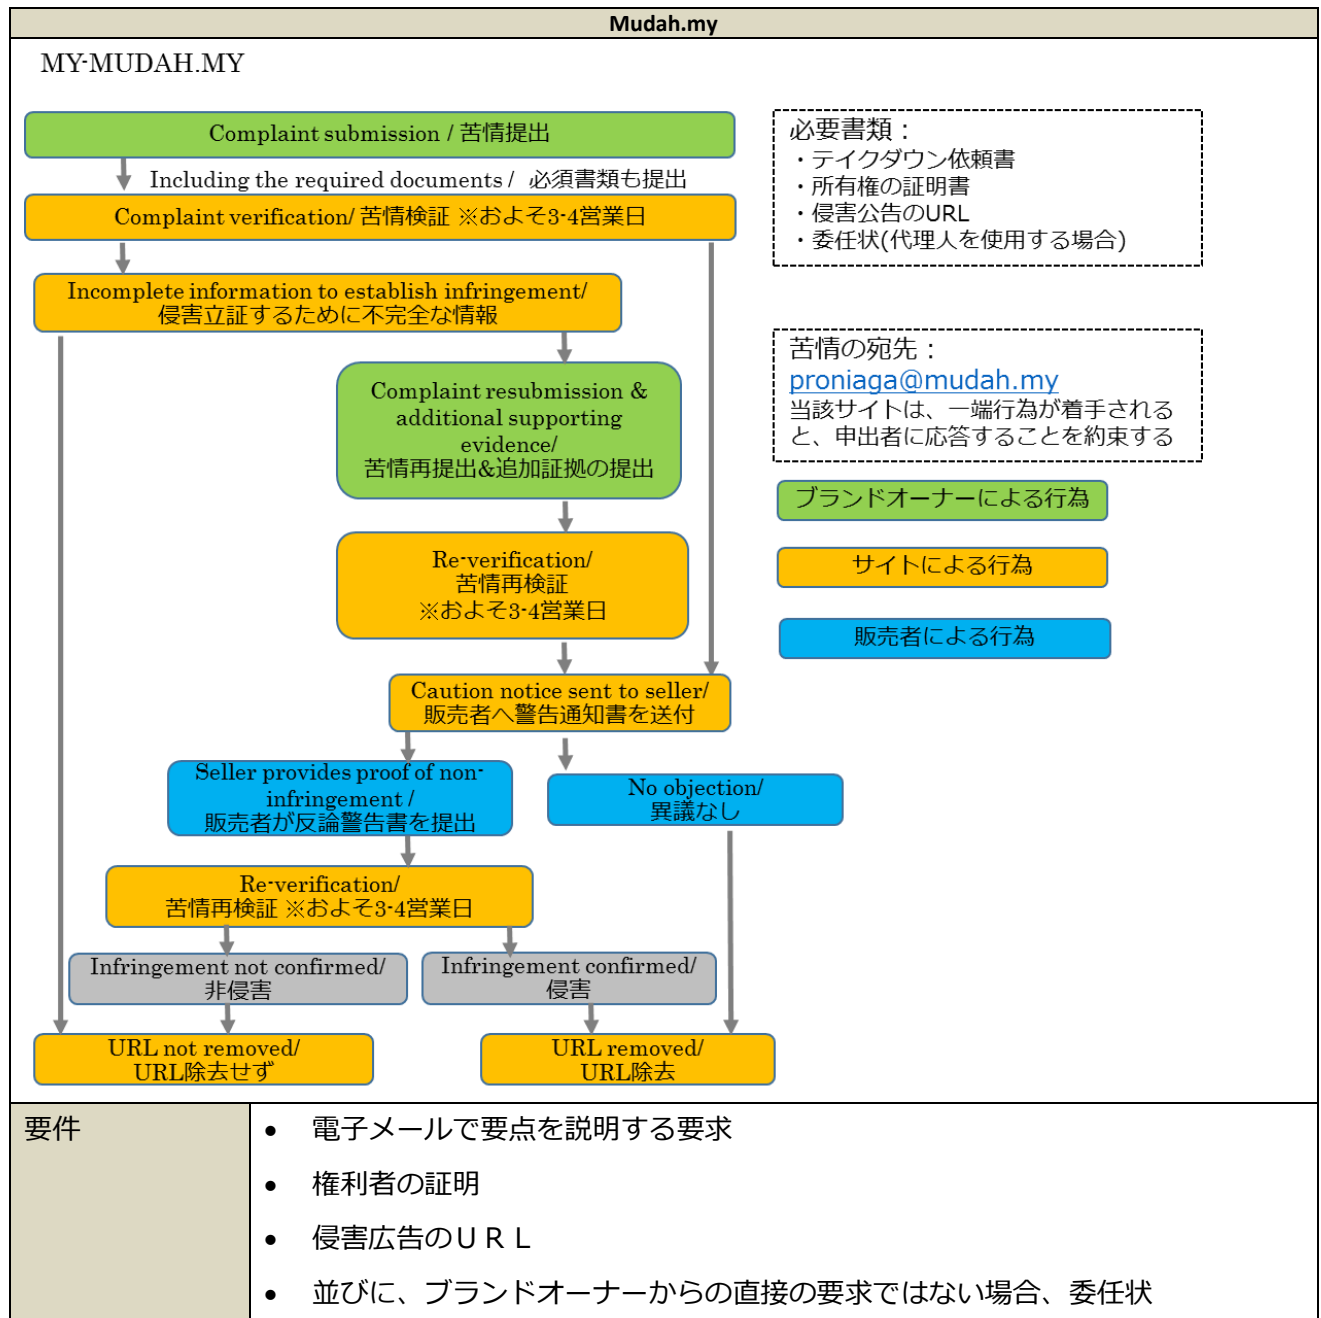 Mudah.my
MY-MUDAH.MY
Complaint submission / 苦情提出
Including the required documents / 必須書類も提出
Complaint verification/ 苦情検証 ※およそ3-4営業日
Incomplete information to establish infringement/
侵害立証するために不完全な情報
Complaint resubmission &
additional supporting
evidence/
苦情再提出&追加証拠の提出
Re-verification/
苦情再検証
※およそ3-4営業日
Caution notice sent to seller/
販売者へ警告通知書を送付
Seller provides proof of non-
infringement /
販売者が反論警告書を提出
No objection/
異議なし
Re-verification/
苦情再検証 ※およそ3-4営業日
Infringement not confirmed/
非侵害
Infringement confirmed/
侵害
URL not removed/
URL除去せず
URL removed/
URL除去
必要書類：
・テイクダウン依頼書
・所有権の証明書
・侵害公告のURL
・委任状(代理人を使用する場合)
苦情の宛先：
proniaga@mudah.my
当該サイトは、一端行為が着手される
と、申出者に応答することを約束する
ブランドオーナーによる行為
サイトによる行為
販売者による行為
要件
• 電子メールで要点を説明する要求
• 権利者の証明
• 侵害広告のＵＲＬ
• 並びに、ブランドオーナーからの直接の要求ではない場合、委任状